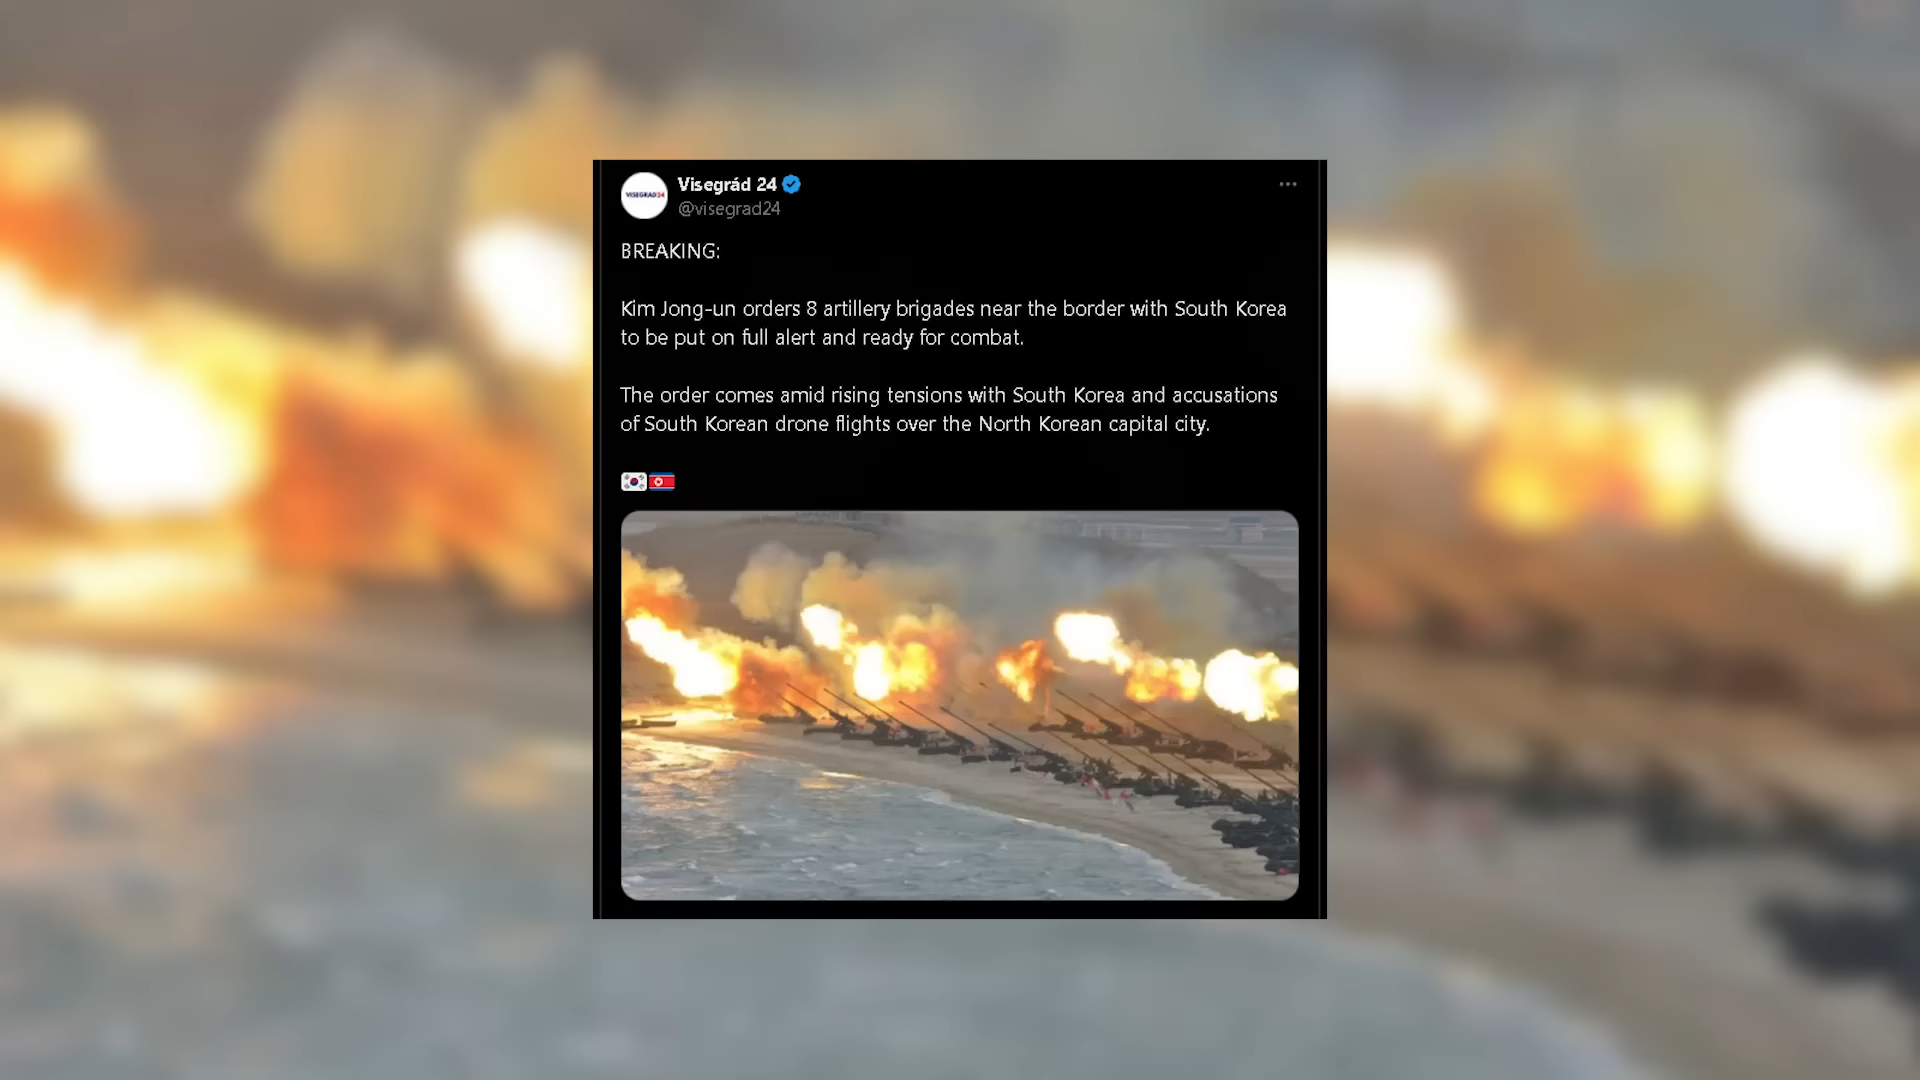 VISEGRAD24
Visegrád 24
@visegrad24
BREAKING:
Kim Jong-un orders 8 artillery brigades near the border with South Korea
to be put on full alert and ready for combat.
The order comes amid rising tensions with South Korea and accusations
of South Korean drone flights over the North Korean capital city.